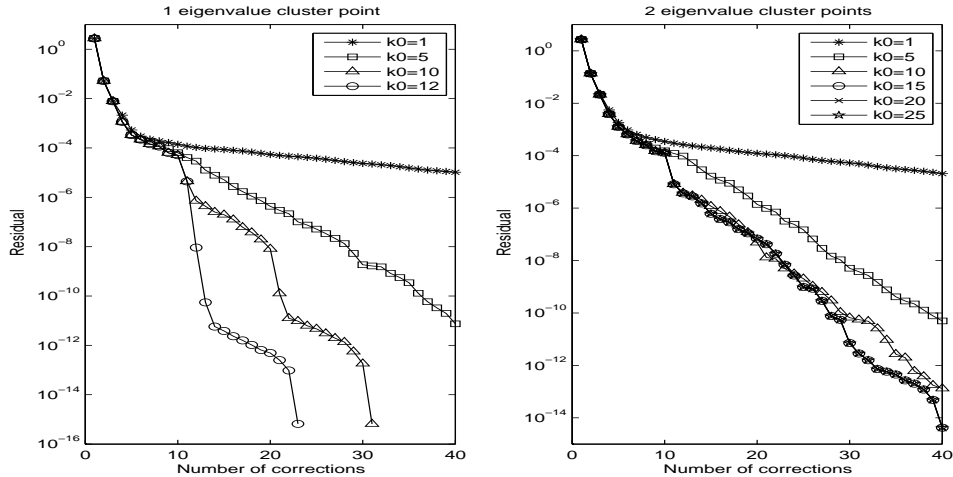 1 eigenvalue cluster point
k0=1
k0=5
k0=10
k0=12
10^0
10^-2
10^-4
10^-6
10^-8
10^-10
10^-12
10^-14
10^-16
Residual
0 10 20 30 40
Number of corrections
2 eigenvalue cluster points
k0=1
k0=5
k0=10
k0=15
k0=20
k0=25
10^0
10^-2
10^-4
10^-6
10^-8
10^-10
10^-12
10^-14
Residual
0 10 20 30 40
Number of corrections